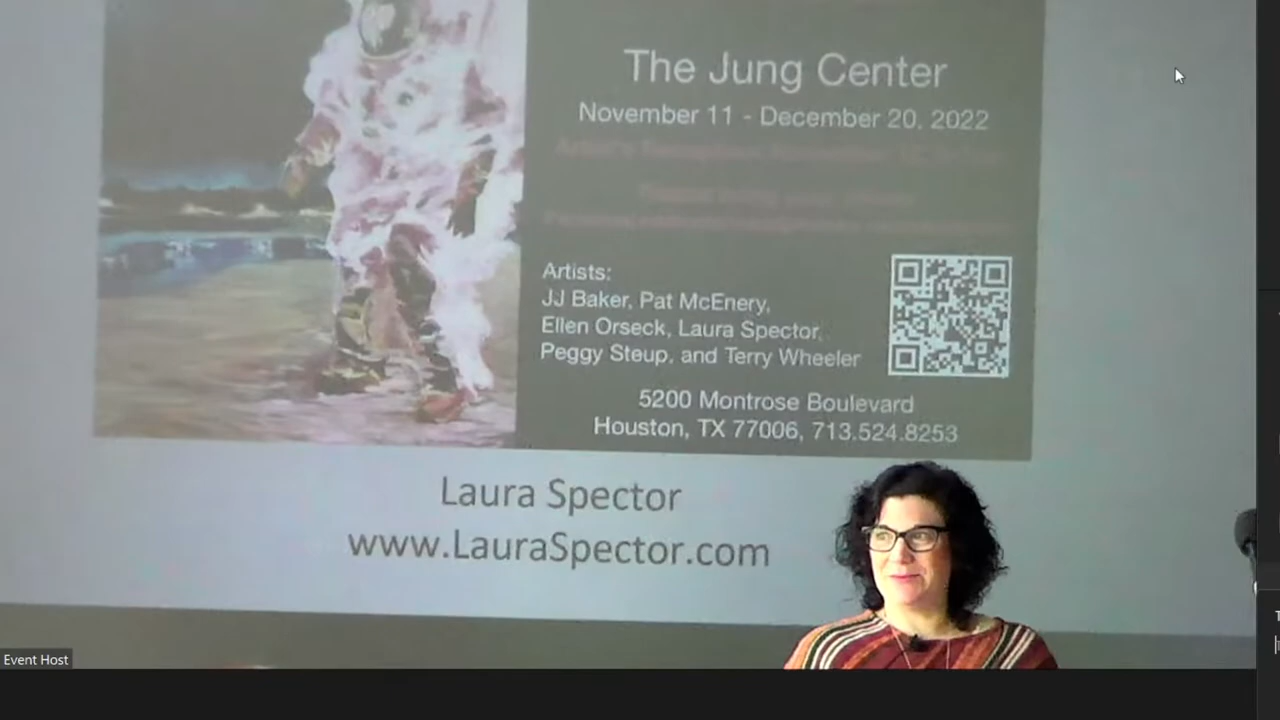 The Jung Center
November 11 - December 20, 2022
Artists:
JJ Baker, Pat McEnery,
Ellen Orseck, Laura Spector,
Peggy Steup, and Terry Wheeler
5200 Montrose Boulevard
Houston, TX 77006, 713.524.8253
Laura Spector
www.LauraSpector.com
Event Host